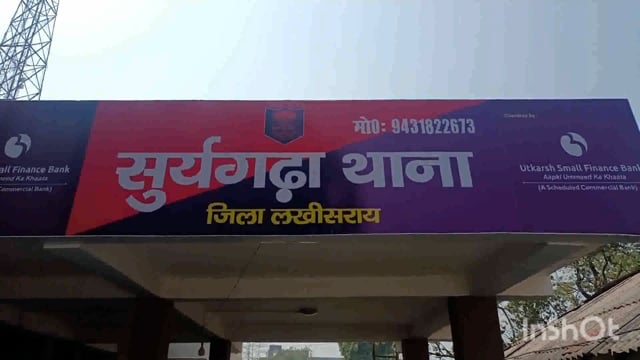 मो0: 9431822673
सुर्यगढ़ा थाना
जिला लखीसराय
Small Finance Bank
Commercial Bank)
Utkarsh Small Finance Bank
Aapki Ummeed Ka Khaata
(A Scheduled Commercial Bank)
InShOt